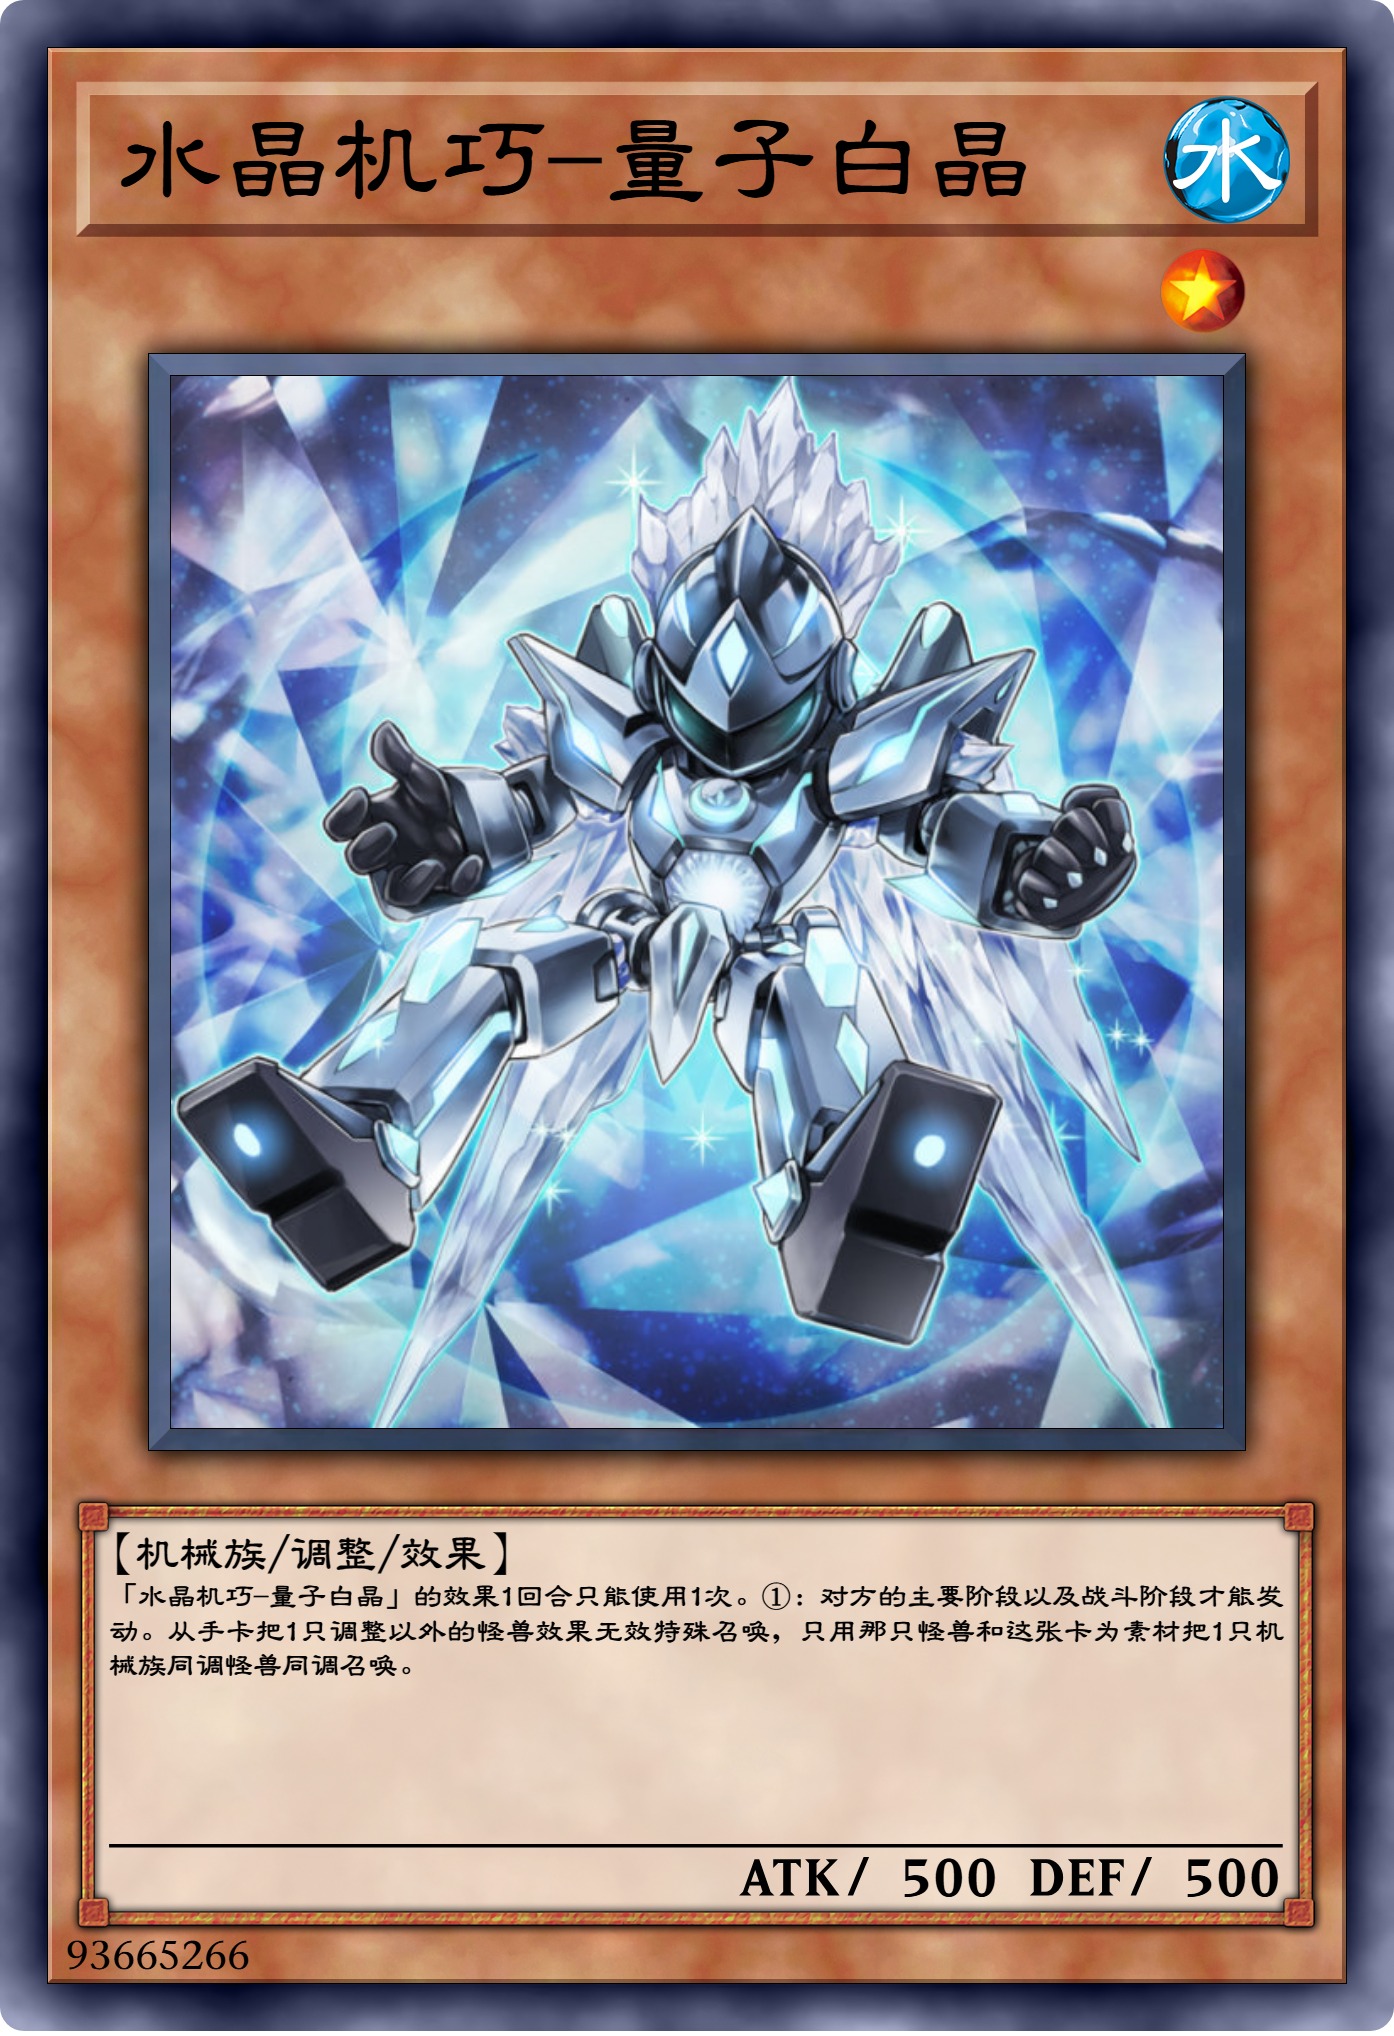 水晶机巧-量子白晶
水
【机械族/调整/效果】
「水晶机巧-量子白晶」的效果1回合只能使用1次。①：对方的主要阶段以及战斗阶段才能发
动。从手卡把1只调整以外的怪兽效果无效特殊召唤，只用那只怪兽和这张卡为素材把1只机
械族同调怪兽同调召唤。
ATK/ 500 DEF/ 500
93665266